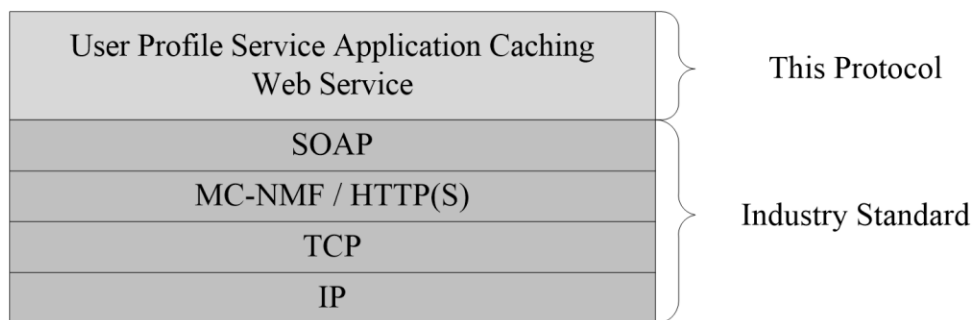 User Profile Service Application Caching
Web Service
This Protocol
SOAP
MC-NMF / HTTP(S)
TCP
IP
Industry Standard